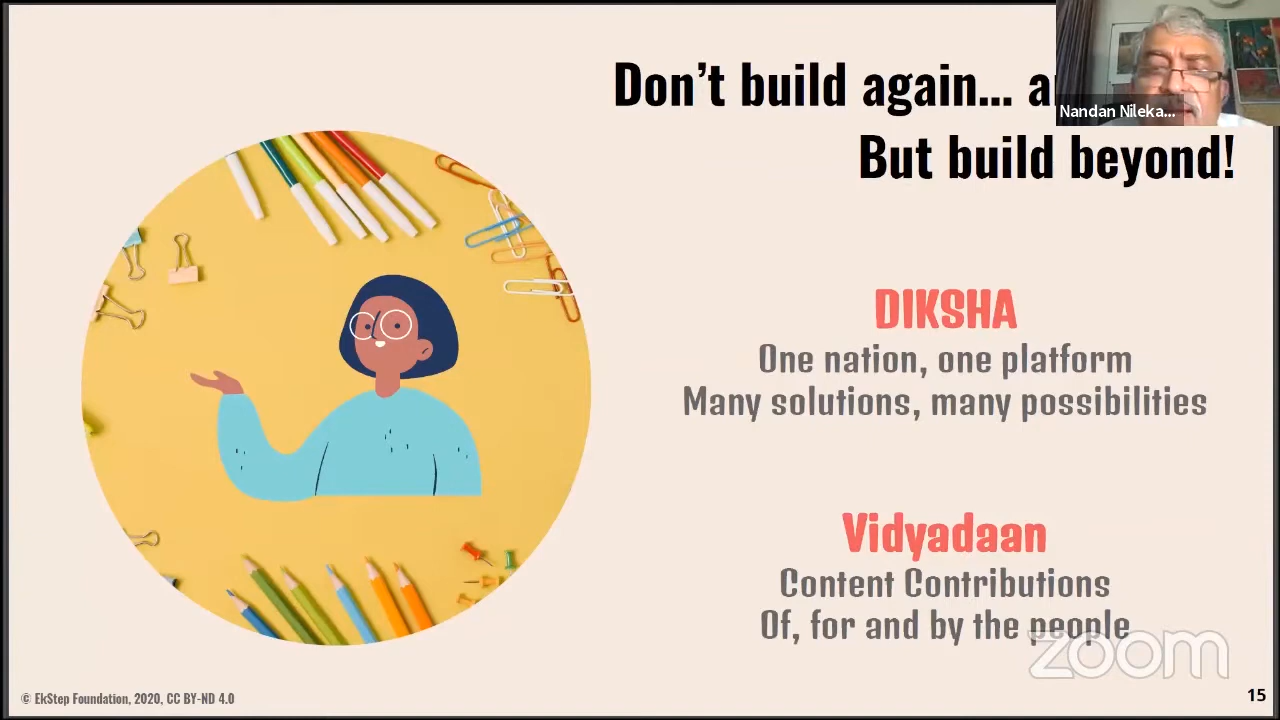 Don't build again... a
Nandan Nileka...
But build beyond!
DIKSHA
One nation, one platform
Many solutions, many possibilities
Vidyadaan
Content Contributions
Of, for and by the people
zoom
© EkStep Foundation, 2020, CC BY-ND 4.0
15